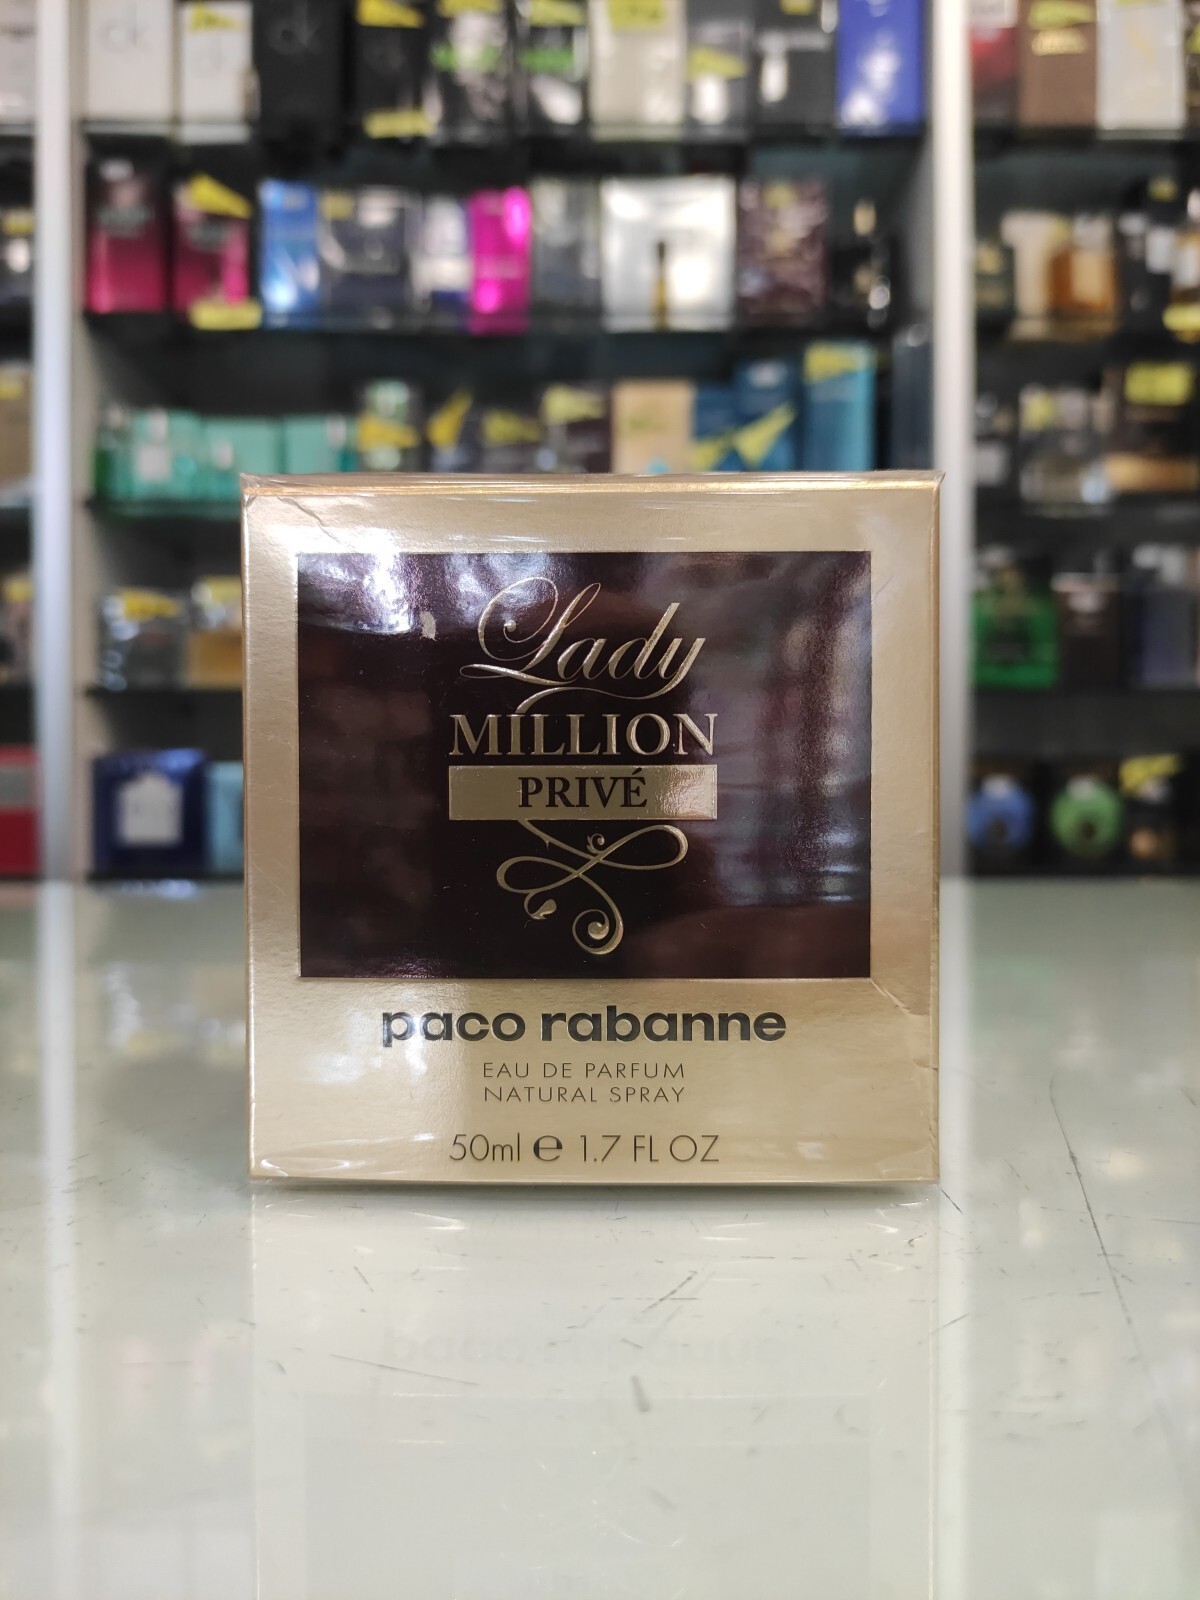 Lady
MILLION
PRIVÉ
paco rabanne
EAU DE PARFUM
NATURAL SPRAY
50ml ℮ 1.7 FL OZ